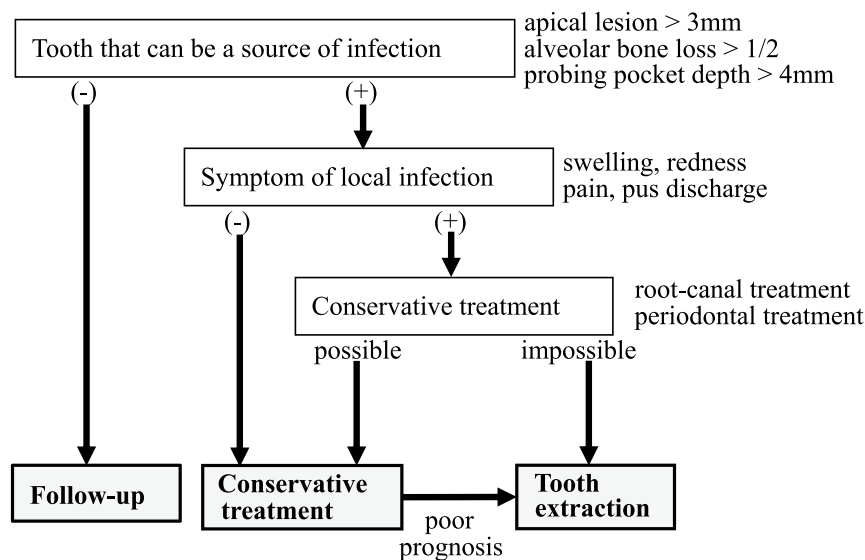 apical lesion > 3mm
Tooth that can be a source of infection
alveolar bone loss > 1/2
probing pocket depth > 4mm
(-)
(+)
Symptom of local infection
swelling, redness
pain, pus discharge
(-)
(+)
Conservative treatment
root-canal treatment
periodontal treatment
possible
impossible
Follow-up
Conservative
treatment
Tooth
extraction
poor
prognosis